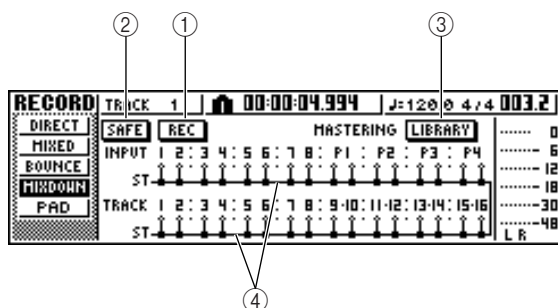 ② ① ③
RECORD TRACK 1 00:00:04.994 ♩=120.0 4/4 003.2
DIRECT SAFE REC MASTERING LIBRARY 0
MIXED INPUT 1 2 : 3 4 : 5 6 : 7 8 : P1 : P2 : P3 : P4 6
BOUNCE ST 12
MIXDOWN TRACK 1 2 : 3 4 : 5 6 : 7 8 : 9·10 : 11·12 : 13·14 : 15·16 18
PAD ST 30
L R 48
④